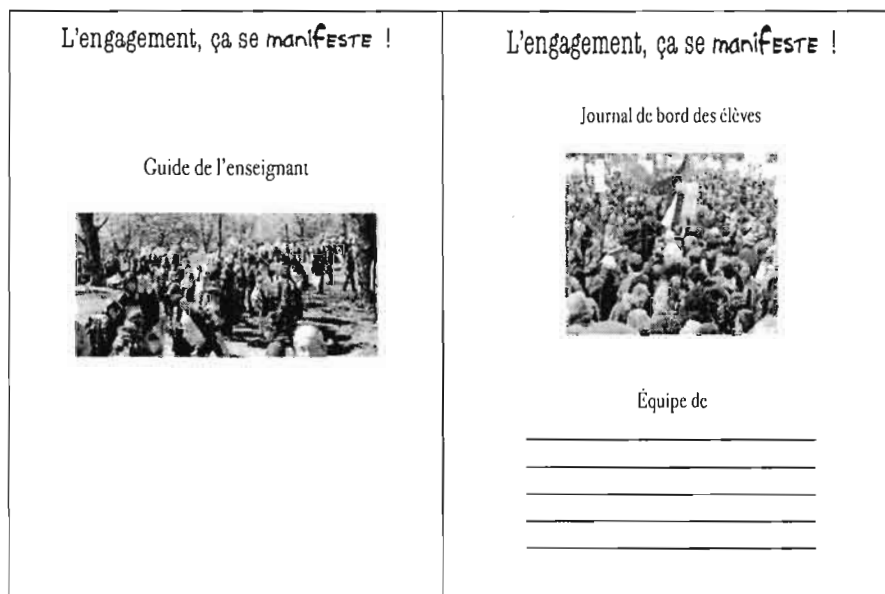 L'engagement, ça se manifESTE !
Guide de l'enseignant
L'engagement, ça se manifESTE !
Journal de bord des élèves
Équipe de